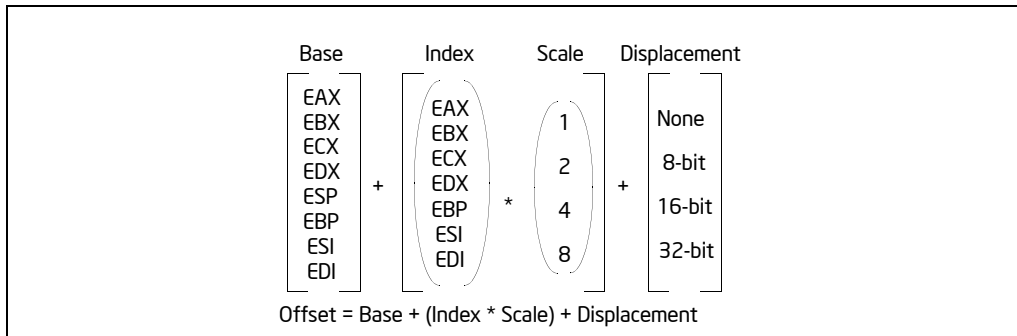 Base Index Scale Displacement
EAX
EBX
ECX
EDX
ESP
EBP
ESI
EDI
+
EAX
EBX
ECX
EDX
EBP
ESI
EDI
*
1
2
4
8
+
None
8-bit
16-bit
32-bit
Offset = Base + (Index * Scale) + Displacement